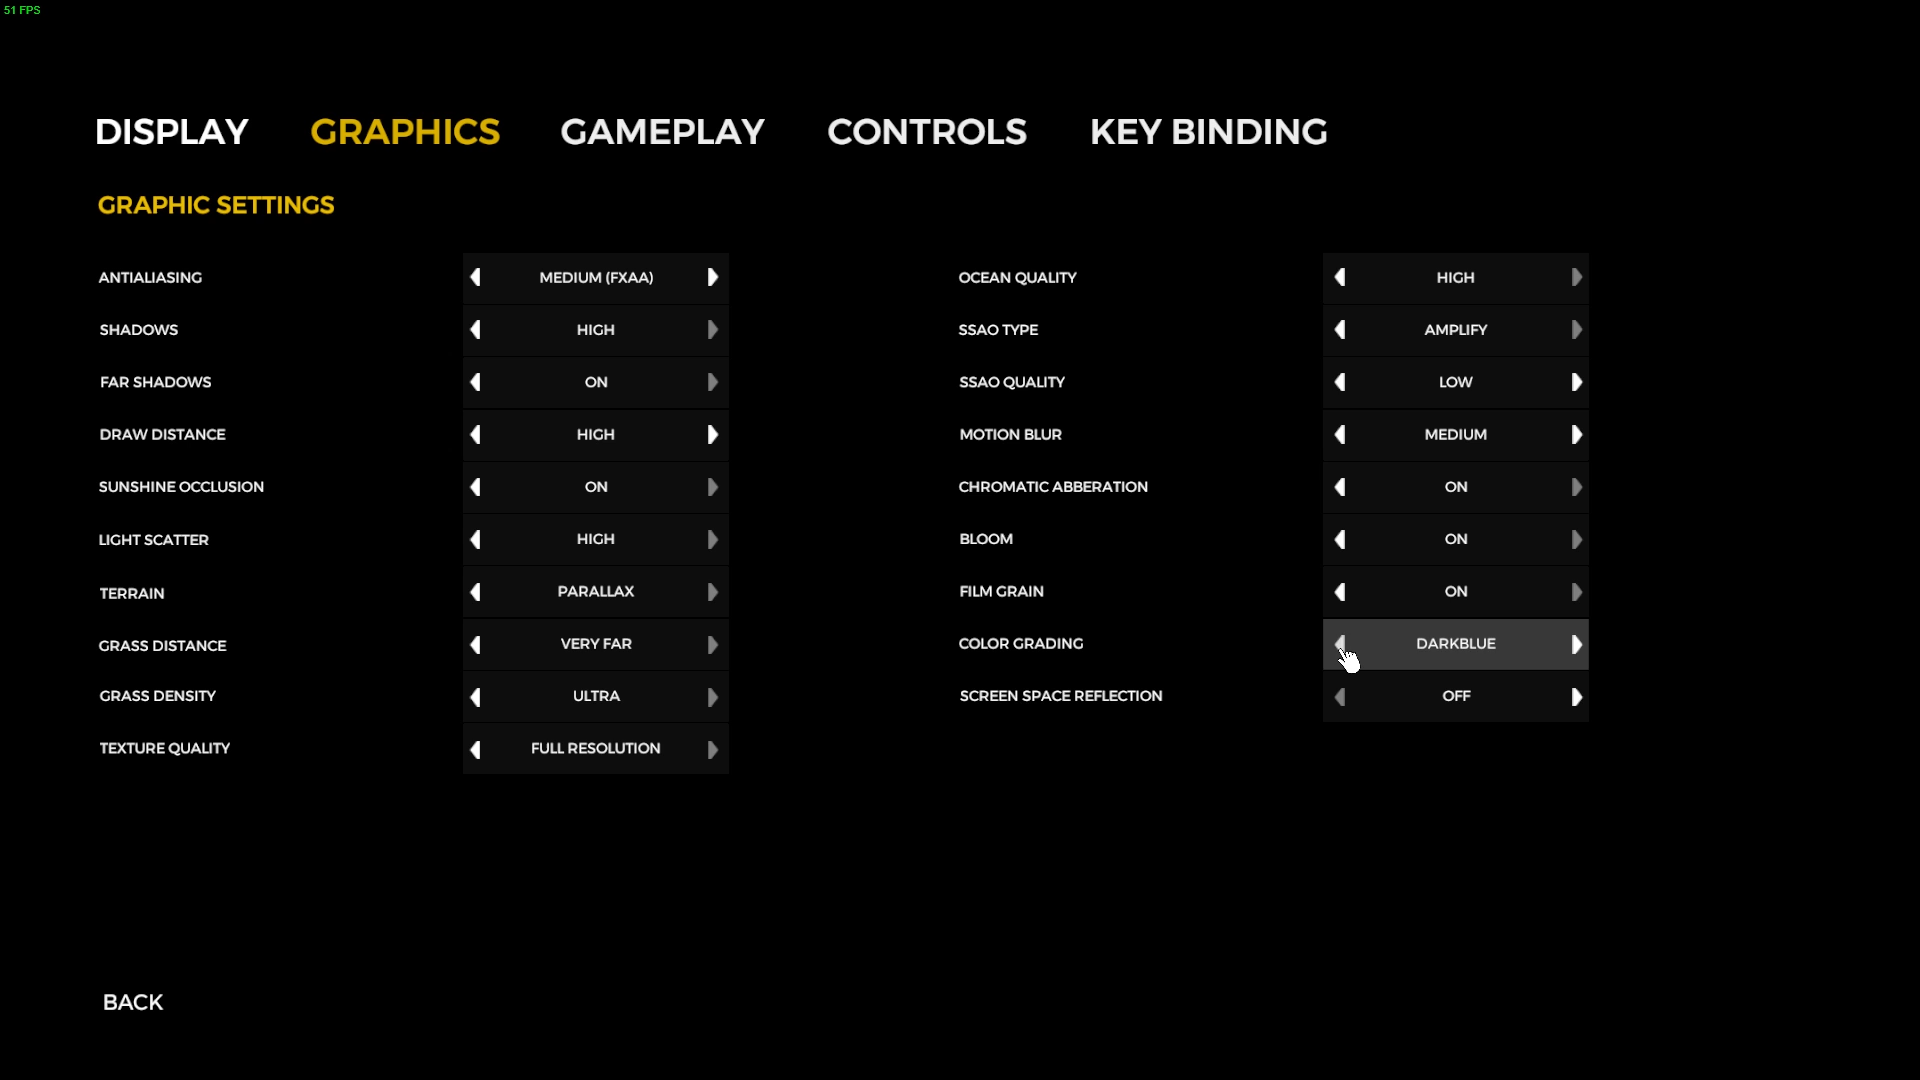 51 FPS
DISPLAY GRAPHICS GAMEPLAY CONTROLS KEY BINDING
GRAPHIC SETTINGS
ANTIALIASING MEDIUM (FXAA)
SHADOWS HIGH
FAR SHADOWS ON
DRAW DISTANCE HIGH
SUNSHINE OCCLUSION ON
LIGHT SCATTER HIGH
TERRAIN PARALLAX
GRASS DISTANCE VERY FAR
GRASS DENSITY ULTRA
TEXTURE QUALITY FULL RESOLUTION
OCEAN QUALITY HIGH
SSAO TYPE AMPLIFY
SSAO QUALITY LOW
MOTION BLUR MEDIUM
CHROMATIC ABBERATION ON
BLOOM ON
FILM GRAIN ON
COLOR GRADING DARKBLUE
SCREEN SPACE REFLECTION OFF
BACK